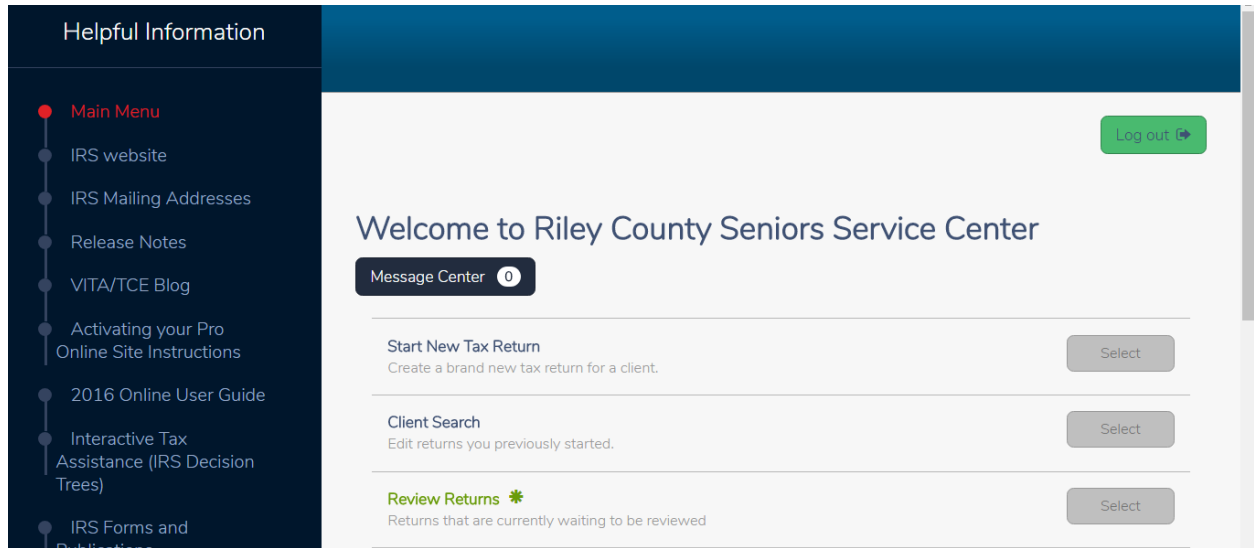 Helpful Information
Main Menu
IRS website
IRS Mailing Addresses
Release Notes
VITA/TCE Blog
Activating your Pro
Online Site Instructions
2016 Online User Guide
Interactive Tax
Assistance (IRS Decision
Trees)
IRS Forms and
Publications
Log out
Welcome to Riley County Seniors Service Center
Message Center 0
Start New Tax Return
Select
Create a brand new tax return for a client.
Client Search
Select
Edit returns you previously started.
Review Returns *
Select
Returns that are currently waiting to be reviewed